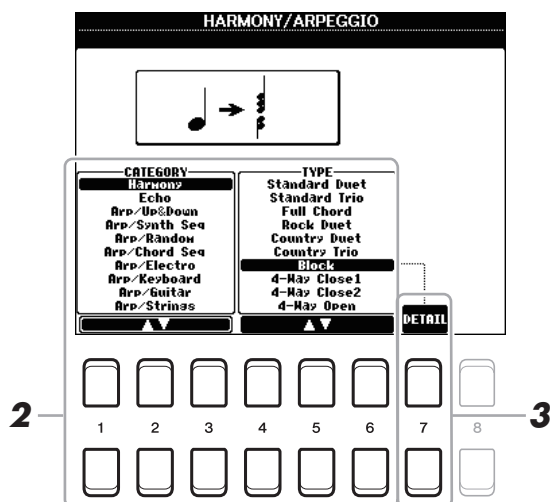 HARMONY/ARPEGGIO
CATEGORY
Harmony
Echo
Arp/Up&Down
Arp/Synth Seq
Arp/Random
Arp/Chord Seq
Arp/Electro
Arp/Keyboard
Arp/Guitar
Arp/Strings
TYPE
Standard Duet
Standard Trio
Full Chord
Rock Duet
Country Duet
Country Trio
Block
4-Way Close1
4-Way Close2
4-Way Open
DETAIL
2
1 2 3 4 5 6 7 8
3